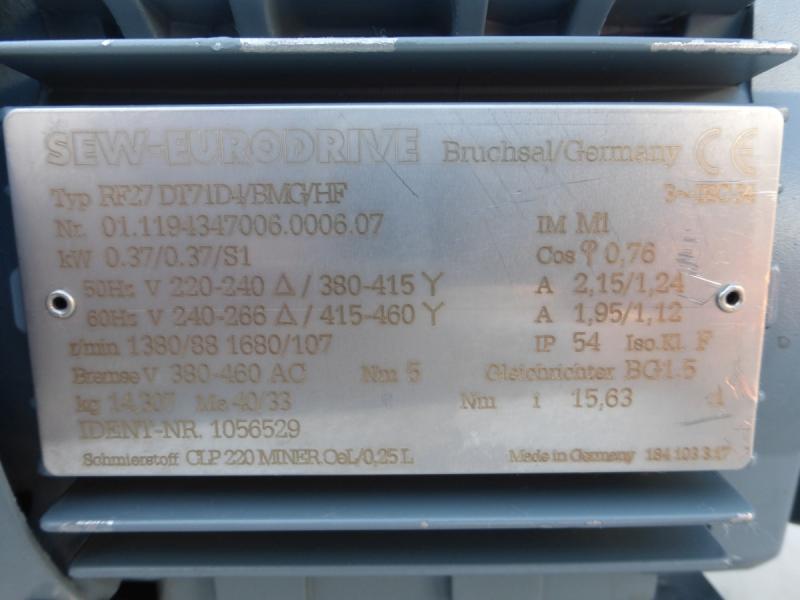 SEW-EURODRIVE Bruchsal/Germany CE
Typ RF27 DT71D4/BMG/HF 3~IEC34
Nr. 01.1194347006.0006.07 IM M1
kW 0.37/0.37/S1 Cos φ 0,76
50Hz V 220-240 Δ/380-415 Y A 2,15/1,24
60Hz V 240-266 Δ/415-460 Y A 1,95/1,12
r/min 1380/88 1680/107 IP 54 Iso.Kl. F
Bremse V 380-460 AC Nm 5 Gleichrichter BG1.5
kg 14,307 Ma 40/33 Nm i 15,63 :1
IDENT-NR. 1056529
Schmierstoff CLP 220 MINER.OeL/0,25 L Made in Germany 184 103 3.17